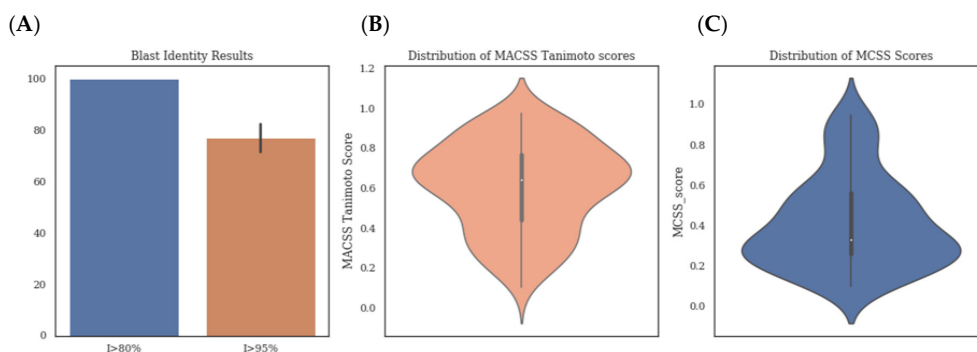 (A)
Blast Identity Results
100
80
60
40
20
0
I>80%
I>95%
(B)
Distribution of MACSS Tanimoto scores
MACSS Tanimoto Score
1.2
1.0
0.8
0.6
0.4
0.2
0.0
(C)
Distribution of MCSS Scores
MCSS_score
1.0
0.8
0.6
0.4
0.2
0.0